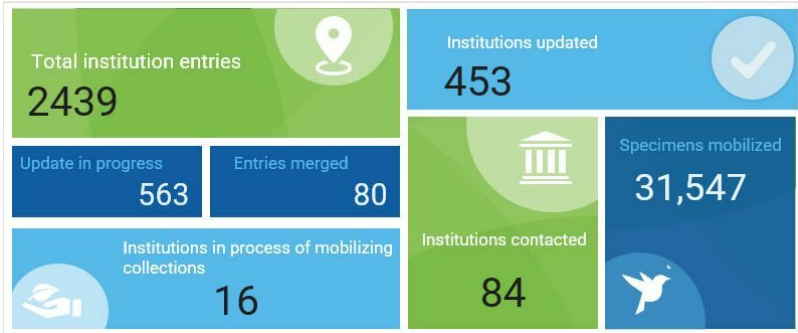 Total institution entries
2439
Institutions updated
453
Update in progress
563
Entries merged
80
Institutions contacted
84
Specimens mobilized
31,547
Institutions in process of mobilizing
collections
16